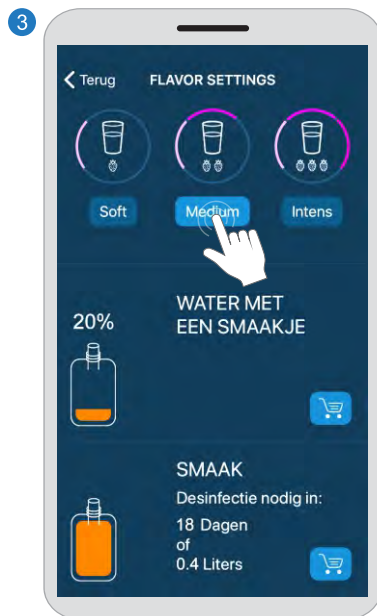 3
Terug FLAVOR SETTINGS
Soft Medium Intens
20%
WATER MET
EEN SMAAKJE
SMAAK
Desinfectie nodig in:
18 Dagen
of
0.4 Liters